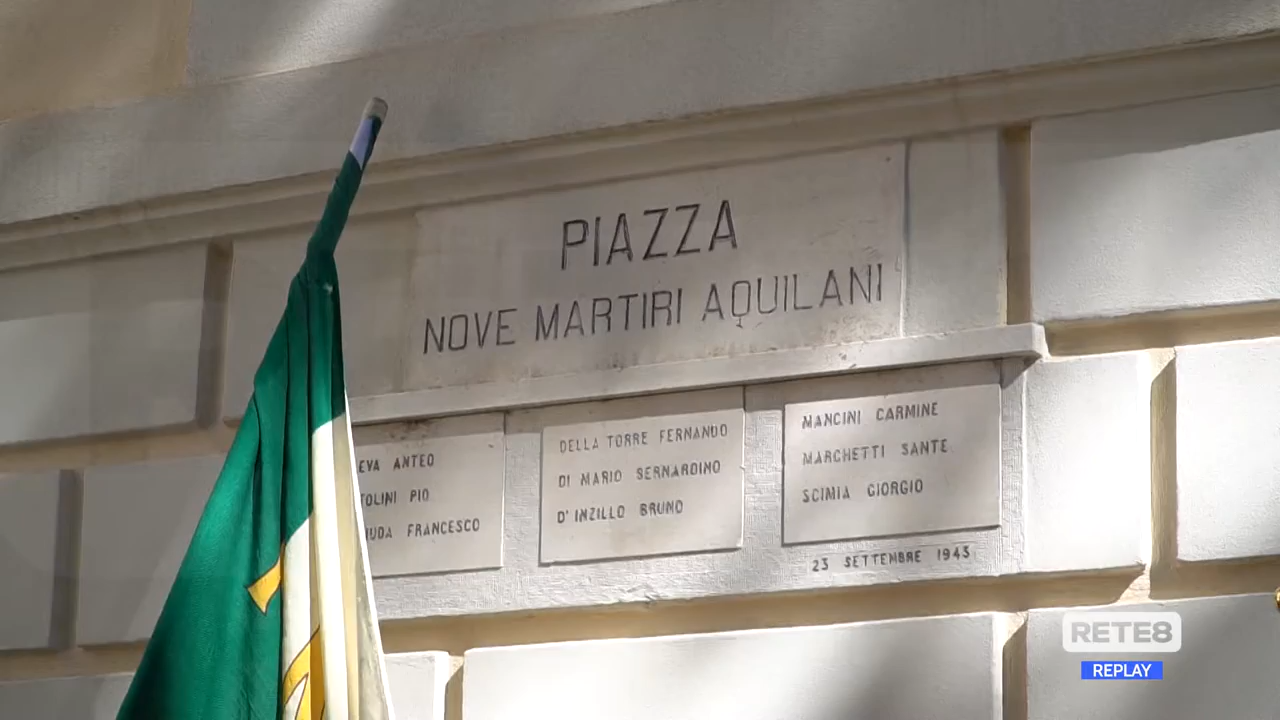 PIAZZA
NOVE MARTIRI AQUILANI
EVA ANTEO
TOLINI PIO
IUDA FRANCESCO
DELLA TORRE FERNANDO
DI MARIO SERNARDINO
D'INZILLO BRUNO
MANCINI CARMINE
MARCHETTI SANTE
SCIMIA GIORGIO
23 SETTEMBRE 1943
RETE8
REPLAY